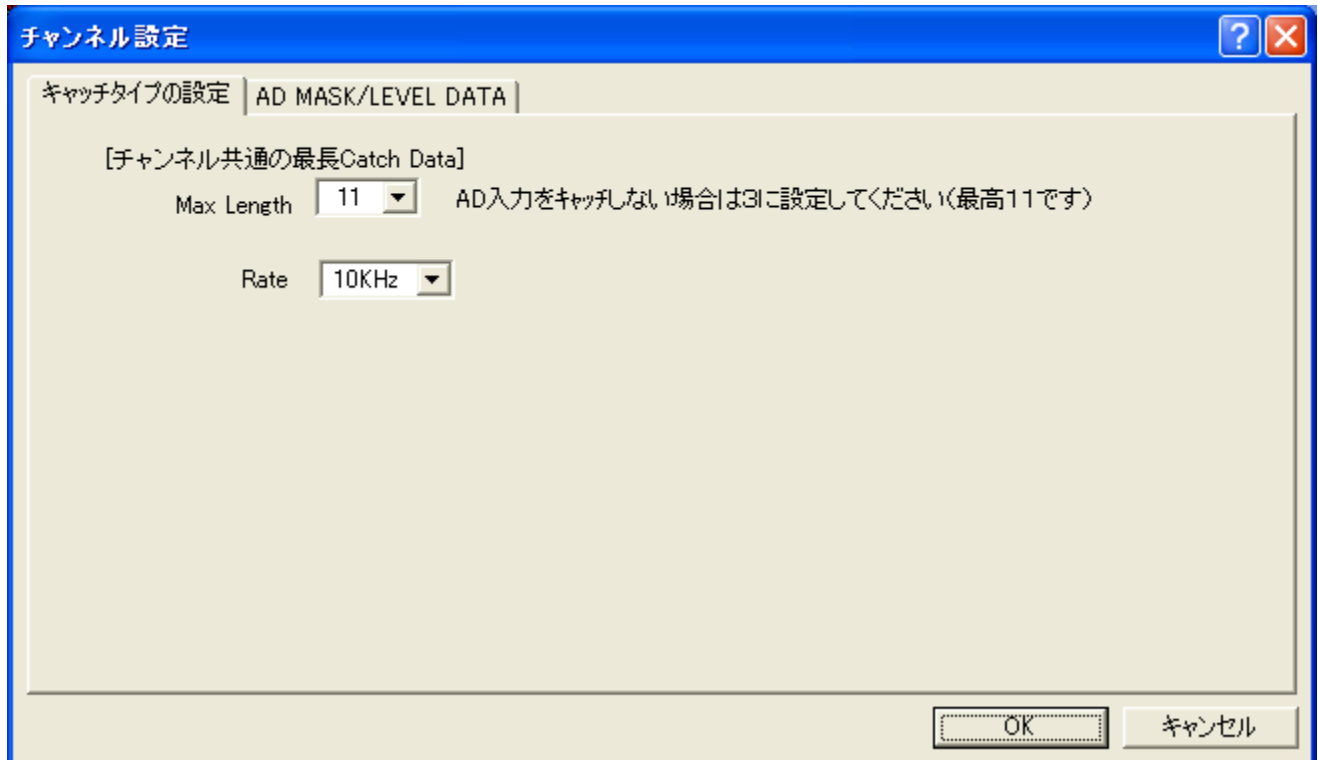 チャンネル設定
キャッチタイプの設定 AD MASK/LEVEL DATA
[チャンネル共通の最長Catch Data]
Max Length 11 AD入力をキャッチしない場合は3に設定してください(最高11です)
Rate 10KHz
OK キャンセル